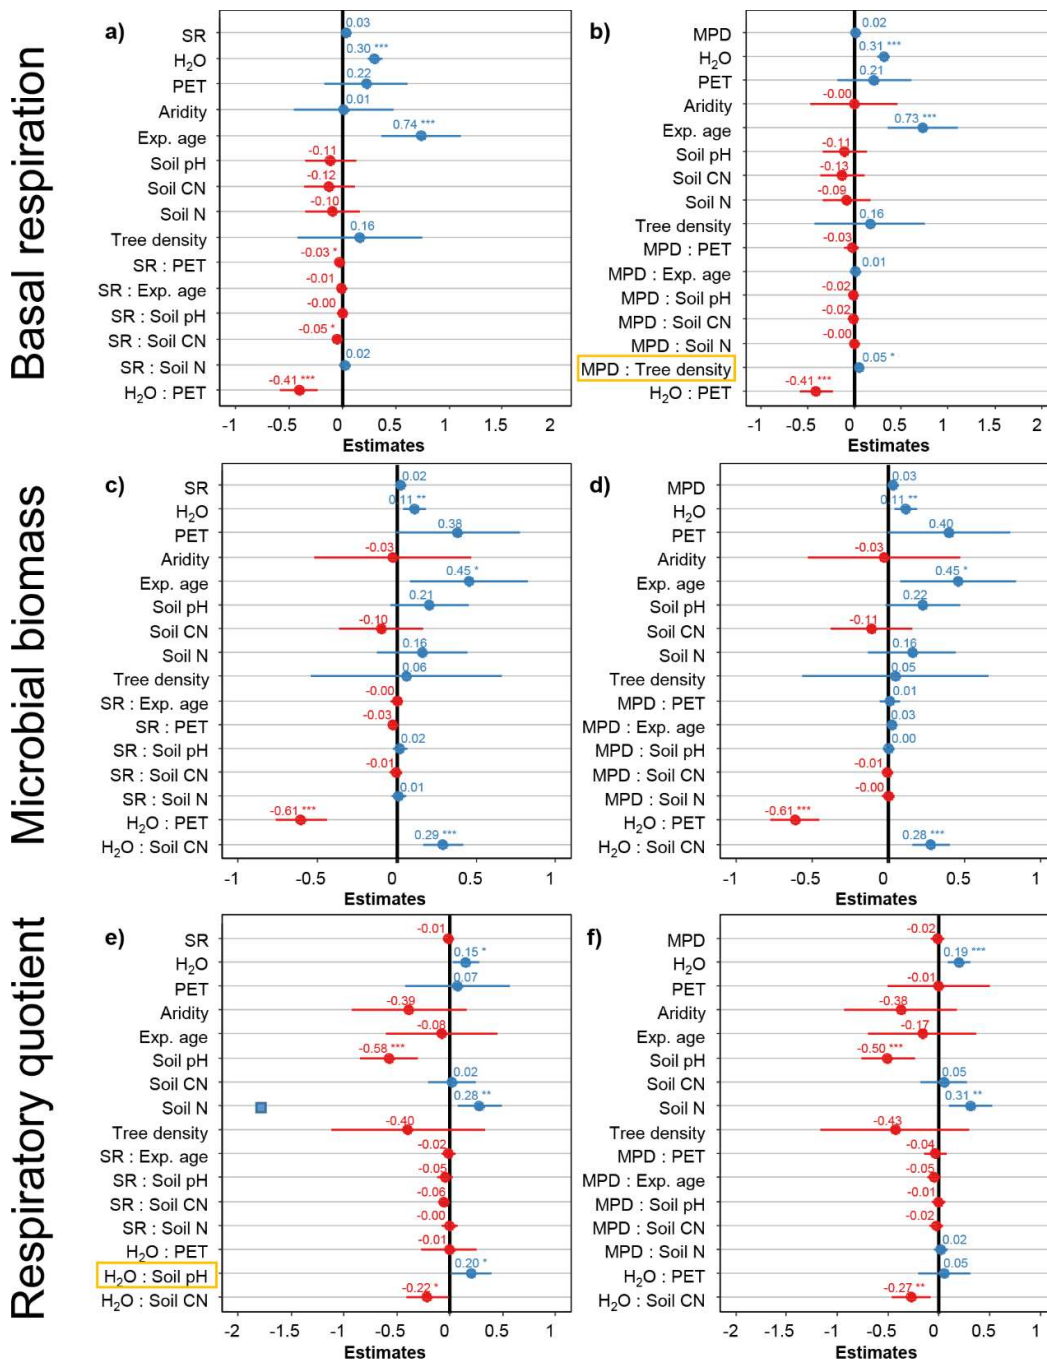 Basal respiration
a)
SR 0.03
H₂O 0.30 ***
PET 0.22
Aridity 0.01
Exp. age 0.74 ***
Soil pH -0.11
Soil CN -0.12
Soil N -0.10
Tree density 0.16
SR : PET -0.03 *
SR : Exp. age -0.01
SR : Soil pH -0.00
SR : Soil CN -0.05 *
SR : Soil N 0.02
H₂O : PET -0.41 ***
-1 -0.5 0 0.5 1 1.5 2
Estimates
b)
MPD 0.02
H₂O 0.31 ***
PET 0.21
Aridity -0.00
Exp. age 0.73 ***
Soil pH -0.11
Soil CN -0.13
Soil N -0.09
Tree density 0.16
MPD : PET -0.03
MPD : Exp. age 0.01
MPD : Soil pH -0.02
MPD : Soil CN -0.02
MPD : Soil N -0.00
MPD : Tree density 0.05 *
H₂O : PET -0.41 ***
-1 -0.5 0 0.5 1 1.5 2
Estimates
Microbial biomass
c)
SR 0.02
H₂O 0.11 **
PET 0.38
Aridity -0.03
Exp. age 0.45 *
Soil pH 0.21
Soil CN -0.10
Soil N 0.16
Tree density 0.06
SR : Exp. age -0.00
SR : PET -0.03
SR : Soil pH 0.02
SR : Soil CN -0.01
SR : Soil N 0.01
H₂O : PET -0.61 ***
H₂O : Soil CN 0.29 ***
-1 -0.5 0 0.5 1
Estimates
d)
MPD 0.03
H₂O 0.11 **
PET 0.40
Aridity -0.03
Exp. age 0.45 *
Soil pH 0.22
Soil CN -0.11
Soil N 0.16
Tree density 0.05
MPD : PET 0.01
MPD : Exp. age 0.03
MPD : Soil pH 0.00
MPD : Soil CN -0.01
MPD : Soil N -0.00
H₂O : PET -0.61 ***
H₂O : Soil CN 0.28 ***
-1 -0.5 0 0.5 1
Estimates
Respiratory quotient
e)
SR -0.01
H₂O 0.15 *
PET 0.07
Aridity -0.39
Exp. age -0.08
Soil pH -0.58 ***
Soil CN 0.02
Soil N 0.28 **
Tree density -0.40
SR : Exp. age -0.02
SR : Soil pH -0.05
SR : Soil CN -0.06
SR : Soil N -0.00
H₂O : PET -0.01
H₂O : Soil pH 0.20 *
H₂O : Soil CN -0.22 *
-2 -1.5 -1 -0.5 0 0.5 1
Estimates
f)
MPD -0.02
H₂O 0.19 ***
PET -0.01
Aridity -0.38
Exp. age -0.17
Soil pH -0.50 ***
Soil CN 0.05
Soil N 0.31 **
Tree density -0.43
MPD : PET -0.04
MPD : Exp. age -0.05
MPD : Soil pH -0.01
MPD : Soil CN -0.02
MPD : Soil N 0.02
H₂O : PET 0.05
H₂O : Soil CN -0.27 **
-2 -1.5 -1 -0.5 0 0.5 1
Estimates